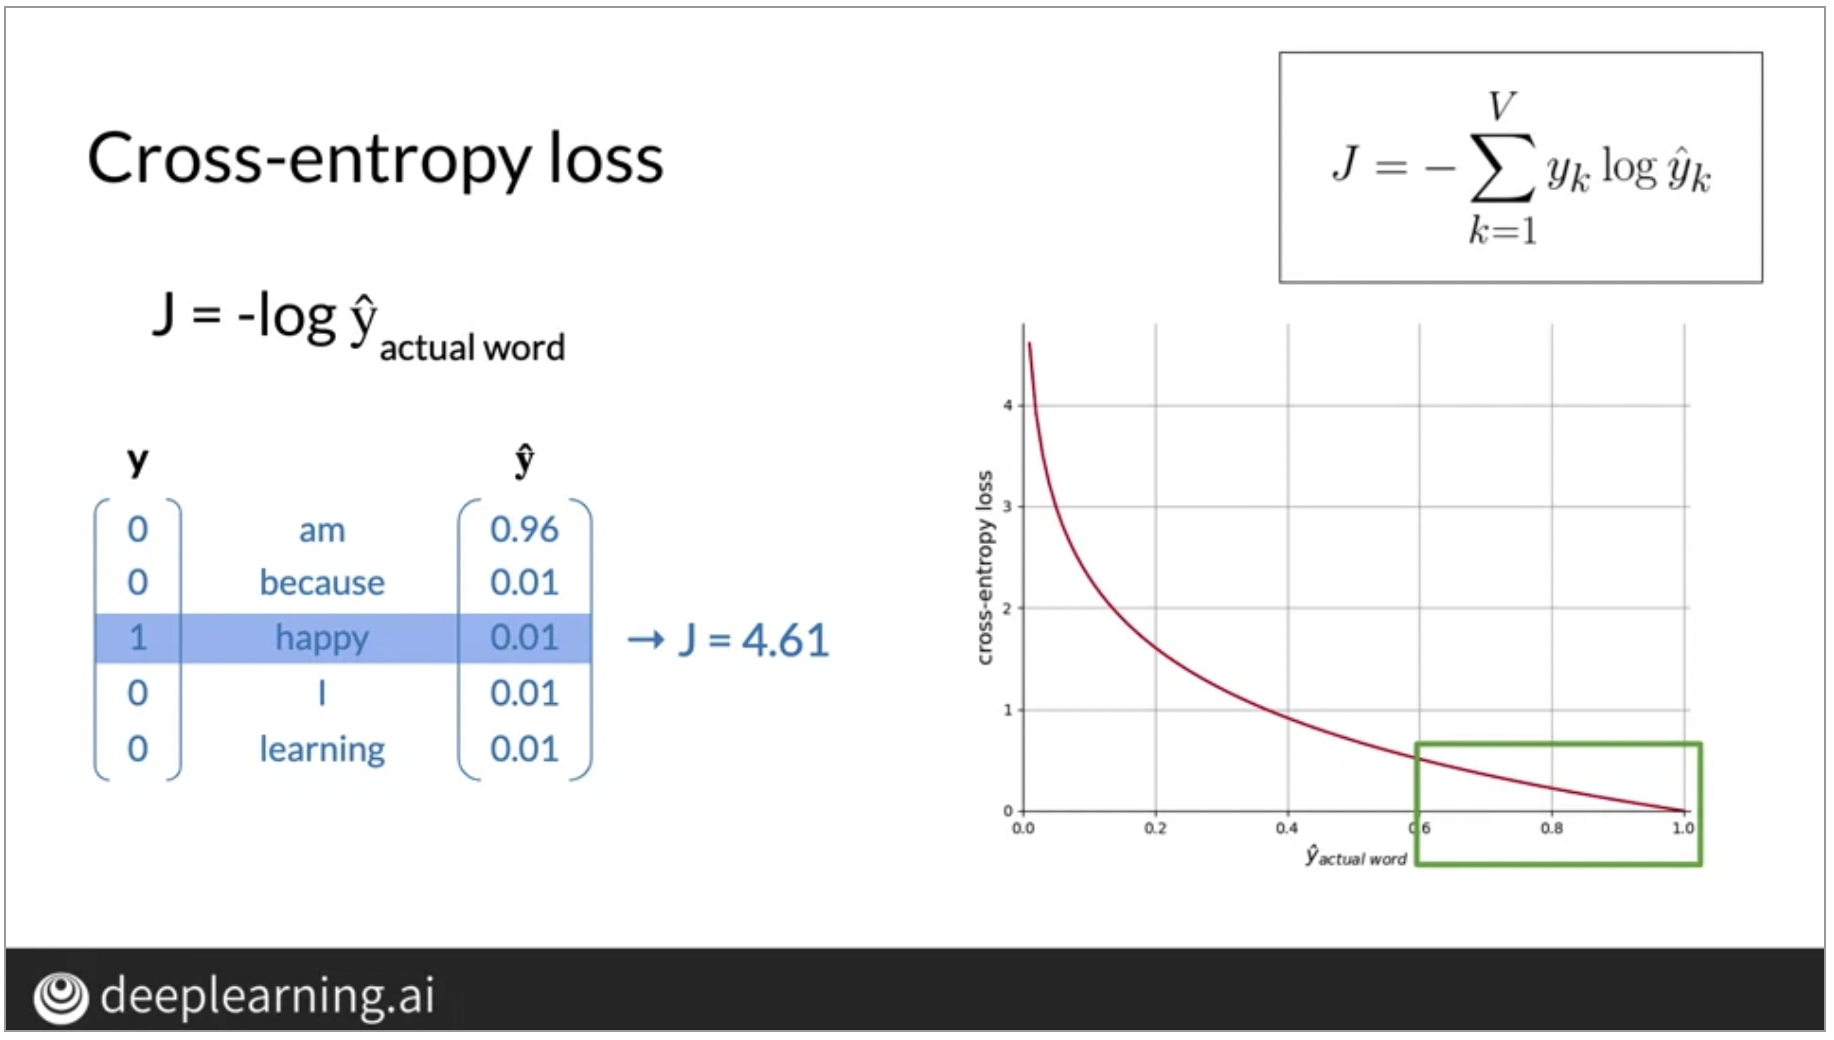 Cross-entropy loss
J = − ∑ y_k log ŷ_k
V
k=1
J = -log ŷ actual word
y ŷ
0 am 0.96
0 because 0.01
1 happy 0.01 → J = 4.61
0 I 0.01
0 learning 0.01
cross-entropy loss
4
3
2
1
0
0.0 0.2 0.4 0.6 0.8 1.0
ŷ actual word
deeplearning.ai